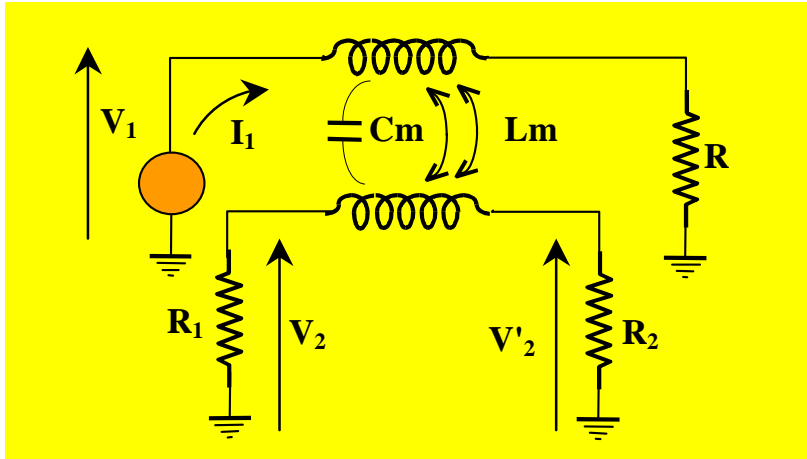 V₁
I₁
Cm
Lm
R
R₁
V₂
V'₂
R₂